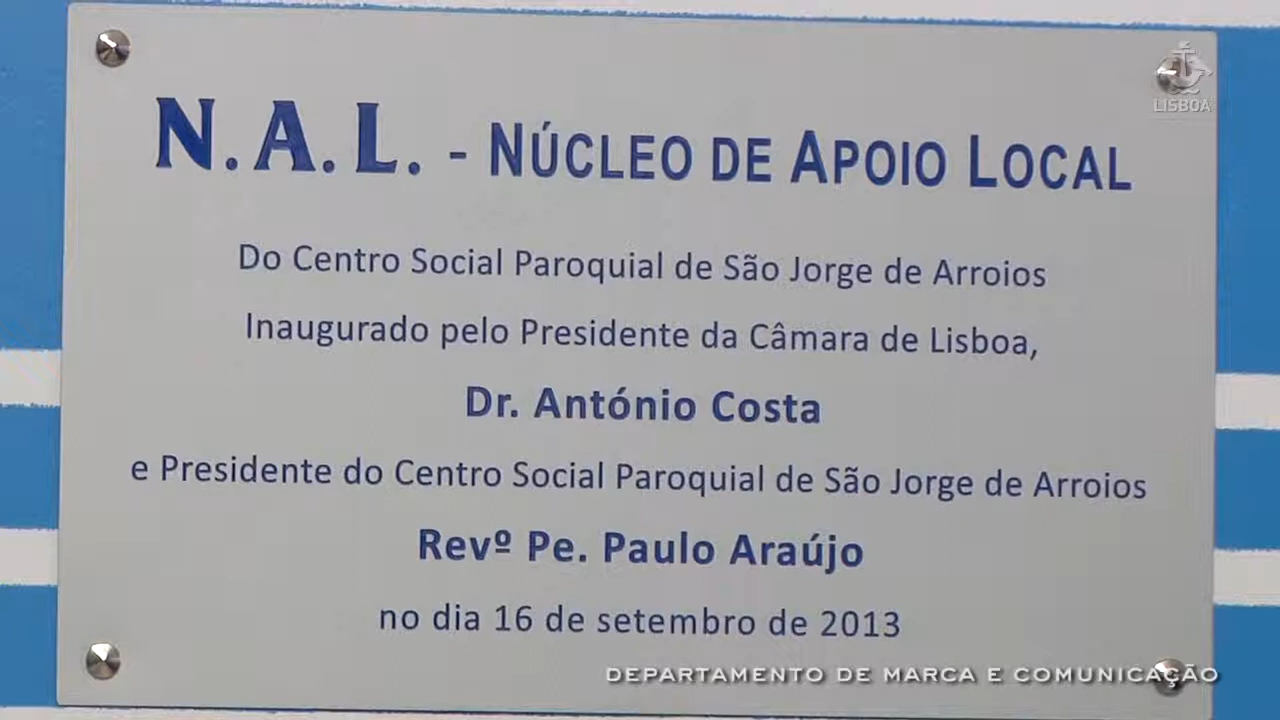 LISBOA
N.A.L. - NÚCLEO DE APOIO LOCAL
Do Centro Social Paroquial de São Jorge de Arroios
Inaugurado pelo Presidente da Câmara de Lisboa,
Dr. António Costa
e Presidente do Centro Social Paroquial de São Jorge de Arroios
Revº Pe. Paulo Araújo
no dia 16 de setembro de 2013
DEPARTAMENTO DE MARCA E COMUNICAÇÃO